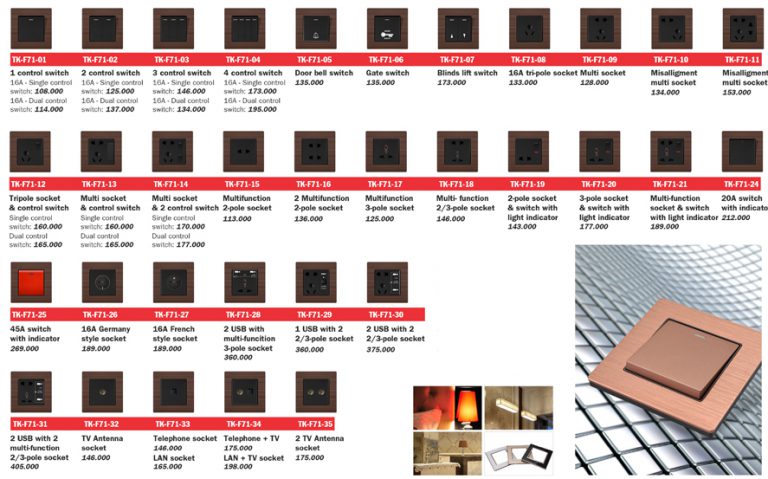 TK-F71-01 TK-F71-02 TK-F71-03 TK-F71-04 TK-F71-05 TK-F71-06 TK-F71-07 TK-F71-08 TK-F71-09 TK-F71-10 TK-F71-11
1 control switch
16A - Single control
switch: 108.000
16A - Dual control
switch: 114.000
2 control switch
16A - Single control
switch: 125.000
16A - Dual control
switch: 137.000
3 control switch
16A - Single control
switch: 146.000
16A - Dual control
switch: 134.000
4 control switch
16A - Single control
switch: 173.000
16A - Dual control
switch: 195.000
Door bell switch
135.000
Gate switch
135.000
Blinds lift switch
173.000
16A tri-pole socket
133.000
Multi socket
128.000
Misalligment
multi socket
134.000
Misalligment
multi socket
153.000
TK-F71-12 TK-F71-13 TK-F71-14 TK-F71-15 TK-F71-16 TK-F71-17 TK-F71-18 TK-F71-19 TK-F71-20 TK-F71-21 TK-F71-24
Tripole socket
& control switch
Single control
switch: 160.000
Dual control
switch: 165.000
Multi socket
& control switch
Single control
switch: 160.000
Dual control
switch: 165.000
Multi socket
& 2 control switch
Single control
switch: 170.000
Dual control
switch: 177.000
Multifunction
2-pole socket
113.000
2 Multifunction
2-pole socket
136.000
Multifunction
3-pole socket
125.000
Multi- function
2/3-pole socket
146.000
2-pole socket
& switch with
light indicator
143.000
3-pole socket
& switch with
light indicator
177.000
Multi-function
socket & switch
with light indicator
189.000
20A switch
with indicato
212.000
TK-F71-25 TK-F71-26 TK-F71-27 TK-F71-28 TK-F71-29 TK-F71-30
45A switch
with indicator
269.000
16A Germany
style socket
189.000
16A French
style socket
189.000
2 USB with
multi-funcition
3-pole socket
360.000
1 USB with 2
2/3-pole socket
360.000
2 USB with 2
2/3-pole socket
375.000
TK-F71-31 TK-F71-32 TK-F71-33 TK-F71-34 TK-F71-35
2 USB with 2
multi-function
2/3-pole socket
405.000
TV Antenna
socket
146.000
Telephone socket
146.000
LAN socket
165.000
Telephone + TV
175.000
LAN + TV socket
198.000
2 TV Antenna
socket
175.000